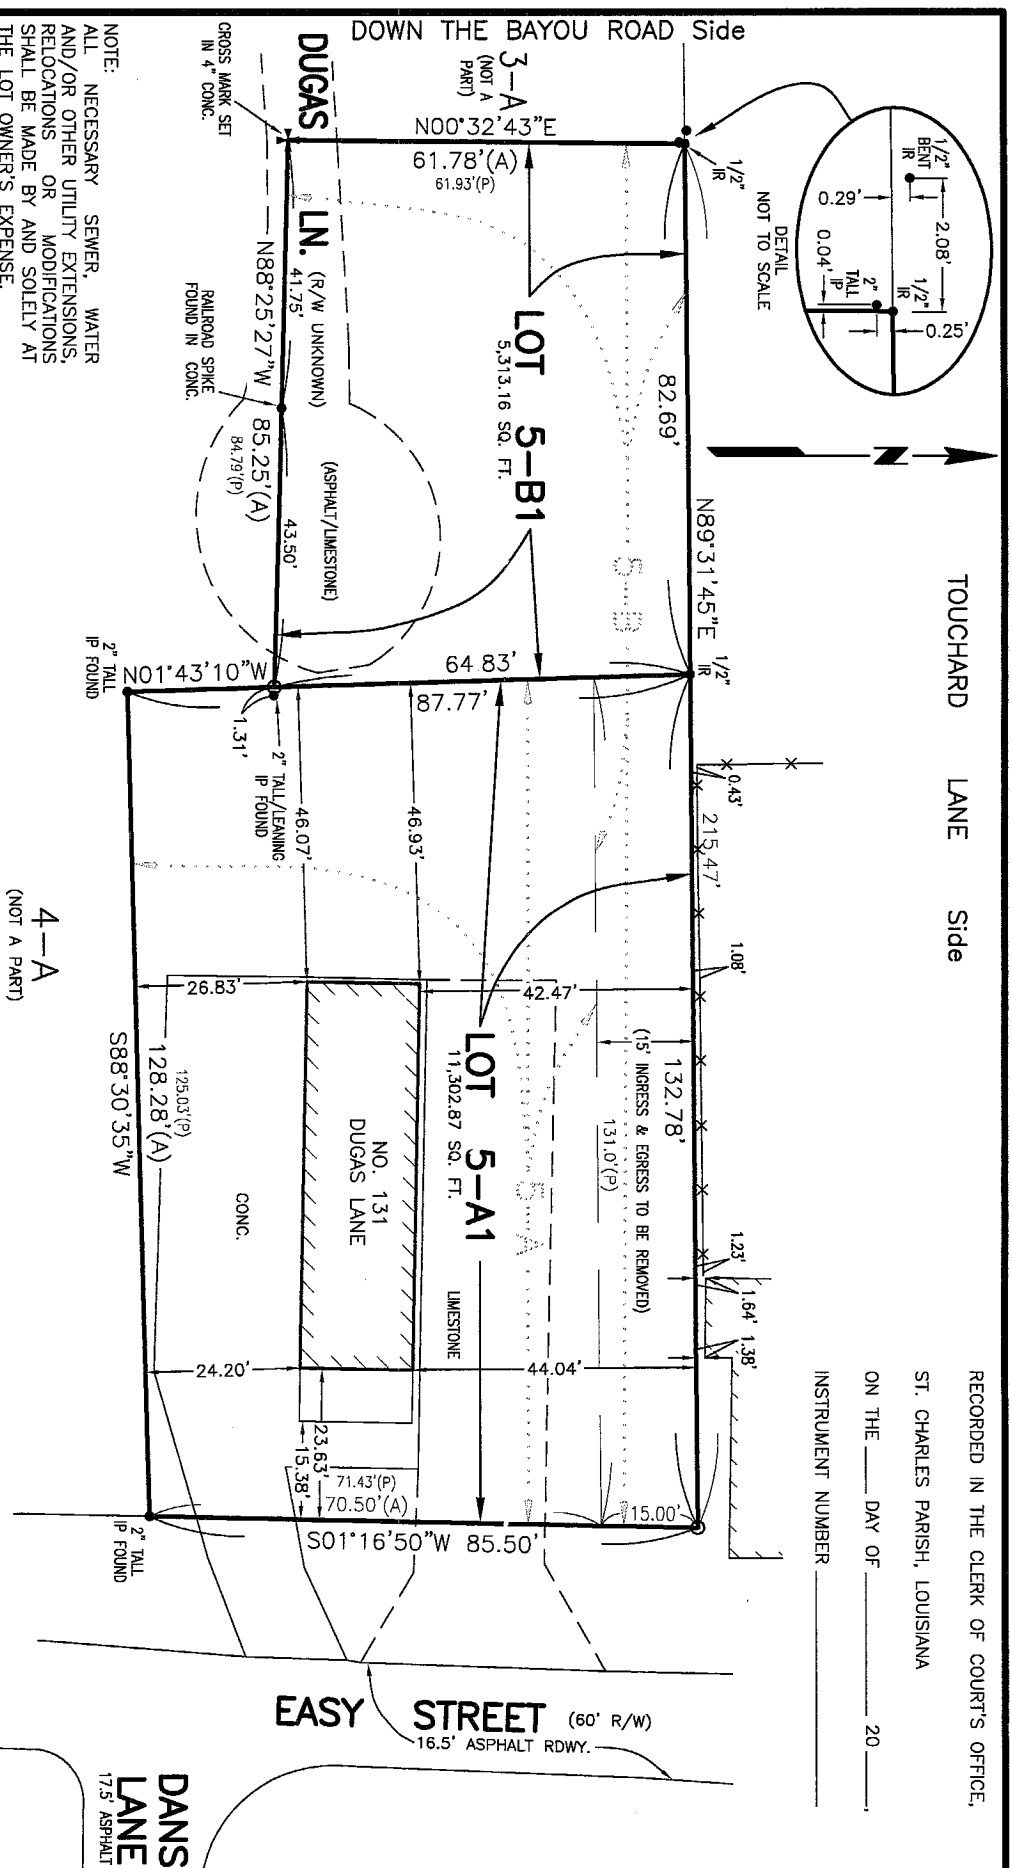 RECORDED IN THE CLERK OF COURT'S OFFICE,
ST. CHARLES PARISH, LOUISIANA
ON THE ____ DAY OF __________ 20 ____,
INSTRUMENT NUMBER __________
TOUCHARD LANE Side
DOWN THE BAYOU ROAD Side
1/2"
BENT
IR
2.08'
0.29'
1/2"
IR
0.04'
2"
TALL
IP
0.25'
DETAIL
NOT TO SCALE
N
3-A
(NOT A
PART)
N00°32'43"E
61.78'(A)
61.93'(P)
1/2"
IR
82.69'
N89°31'45"E
215.47'
132.78'
1/2"
IR
0.43'
1.08'
1.23'
1.64'
1.38'
LOT 5-B1
5,313.16 SQ. FT.
5-B
64.83'
87.77'
N01°43'10"W
1.31'
DUGAS LN.
(R/W UNKNOWN)
(ASPHALT/LIMESTONE)
41.75'
43.50'
N88°25'27"W
85.25'(A)
84.79'(P)
CROSS MARK SET
IN 4" CONC.
RAILROAD SPIKE
FOUND IN CONC.
2" TALL
IP FOUND
2" TALL/LEANING
IP FOUND
46.93'
46.07'
(15' INGRESS & EGRESS TO BE REMOVED)
131.0'(P)
LOT 5-A1
11,302.87 SQ. FT.
5-A
42.47'
26.83'
NO. 131
DUGAS LANE
LIMESTONE
CONC.
44.04'
24.20'
23.63'
15.38'
71.43'(P)
70.50'(A)
15.00'
S01°16'50"W 85.50'
125.03'(P)
128.28'(A)
S88°30'35"W
2" TALL
IP FOUND
4-A
(NOT A PART)
EASY STREET (60' R/W)
16.5' ASPHALT RDWY.
DANS
LANE
17.5' ASPHALT
NOTE:
ALL NECESSARY SEWER, WATER
AND/OR OTHER UTILITY EXTENSIONS,
RELOCATIONS OR MODIFICATIONS
SHALL BE MADE BY AND SOLELY AT
THE LOT OWNER'S EXPENSE.